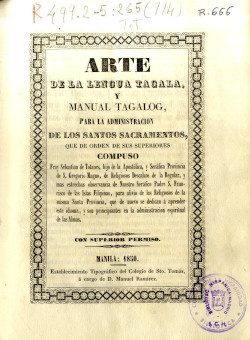 R 499.2-5:265(7/4)
R.666
T.t
ARTE
DE LA LENGUA TAGALA,
Y
MANUAL TAGALOG,
PARA LA ADMINISTRACION
DE LOS SANTOS SACRAMENTOS,
QUE DE ORDEN DE SUS SUPERIORES
COMPUSO
Fray Sebastian de Totanes, hijo de la Apostólica, y Seráfica Provincia
de S. Gregorio Magno, de Religiosos Descalzos de la Regular, y
mas estrechas observancia de Nuestro Seráfico Padre S. Francisco
de las Islas Filipinas, para alivio de los Religiosos de la
misma Santa Provincia, que de nuevo se dedican á aprender
este idioma, y son principiantes en la administracion espiritual
de las Almas.
CON SUPERIOR PERMISO.
MANILA: 1850.
Establecimiento Tipográfico del Colegio de Sto. Tomás,
á cargo de D. Manuel Ramirez.